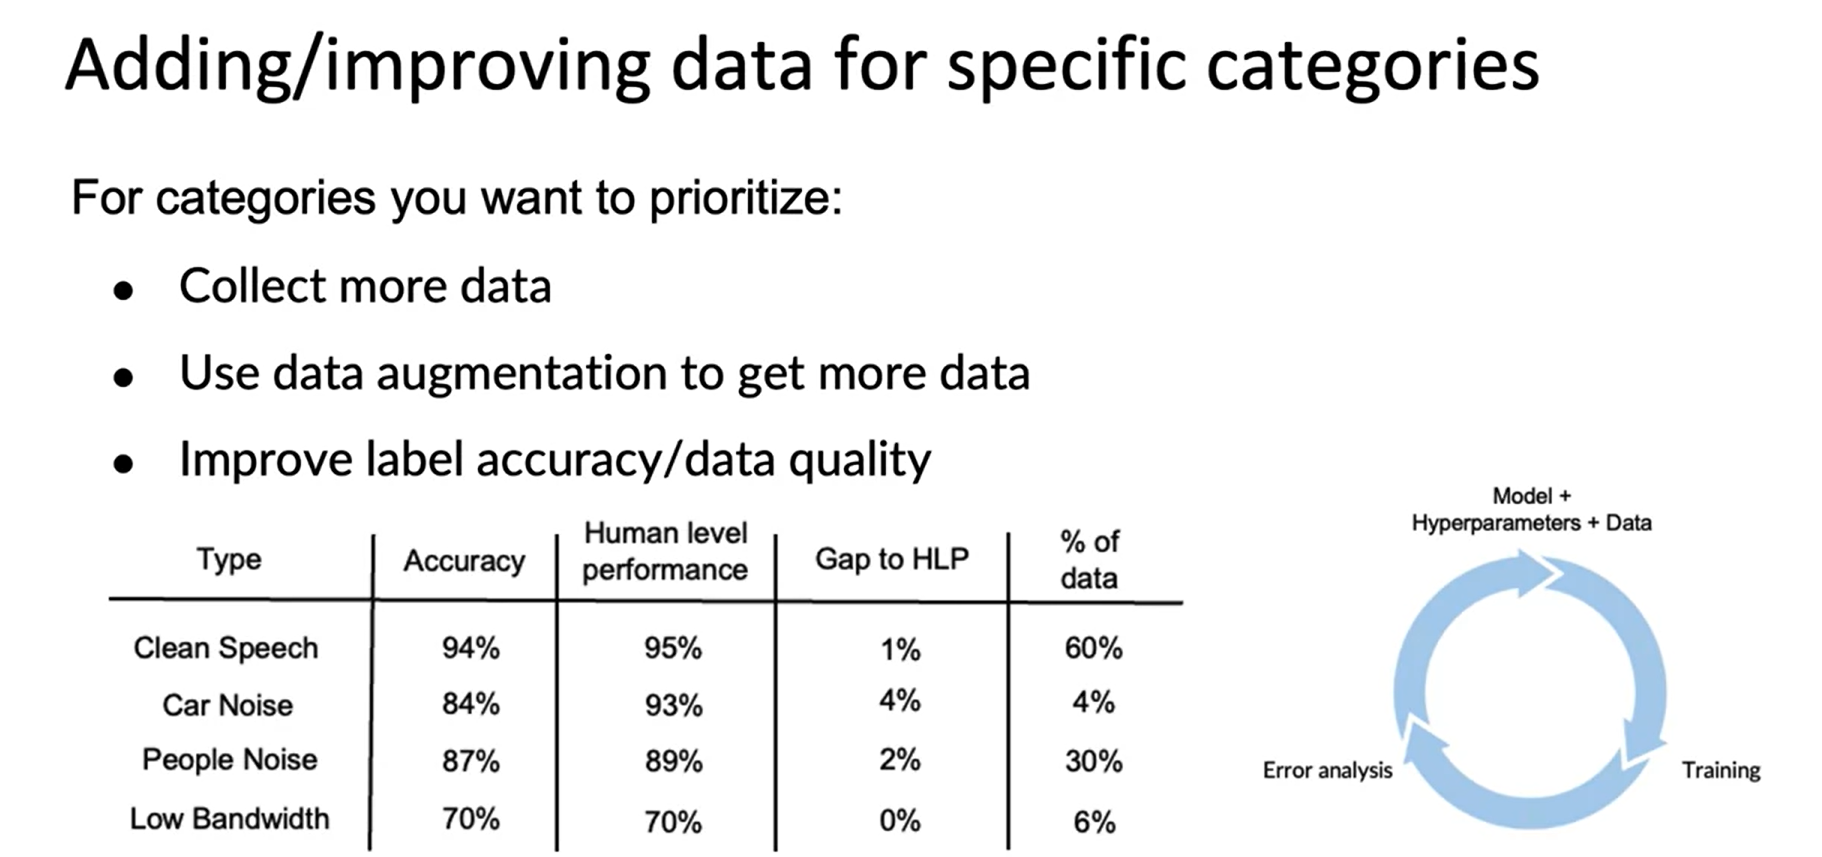 Adding/improving data for specific categories
For categories you want to prioritize:
● Collect more data
● Use data augmentation to get more data
● Improve label accuracy/data quality
Type Accuracy Human level performance Gap to HLP % of data
Clean Speech 94% 95% 1% 60%
Car Noise 84% 93% 4% 4%
People Noise 87% 89% 2% 30%
Low Bandwidth 70% 70% 0% 6%
Model +
Hyperparameters + Data
Error analysis
Training